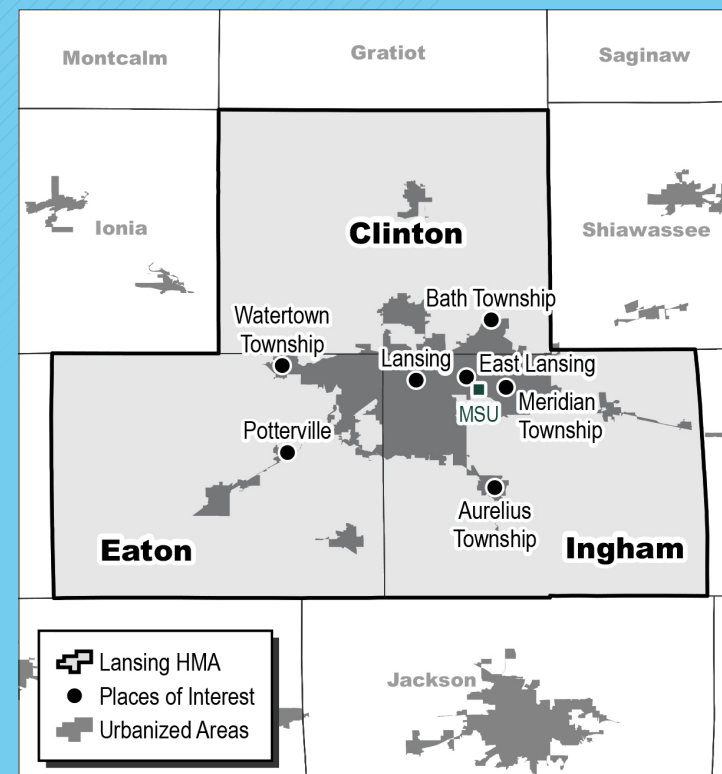 Montcalm
Gratiot
Saginaw
Ionia
Clinton
Shiawassee
Bath Township
Watertown
Township
Lansing
East Lansing
MSU
Meridian
Township
Potterville
Aurelius
Township
Eaton
Ingham
Lansing HMA
Places of Interest
Urbanized Areas
Jackson